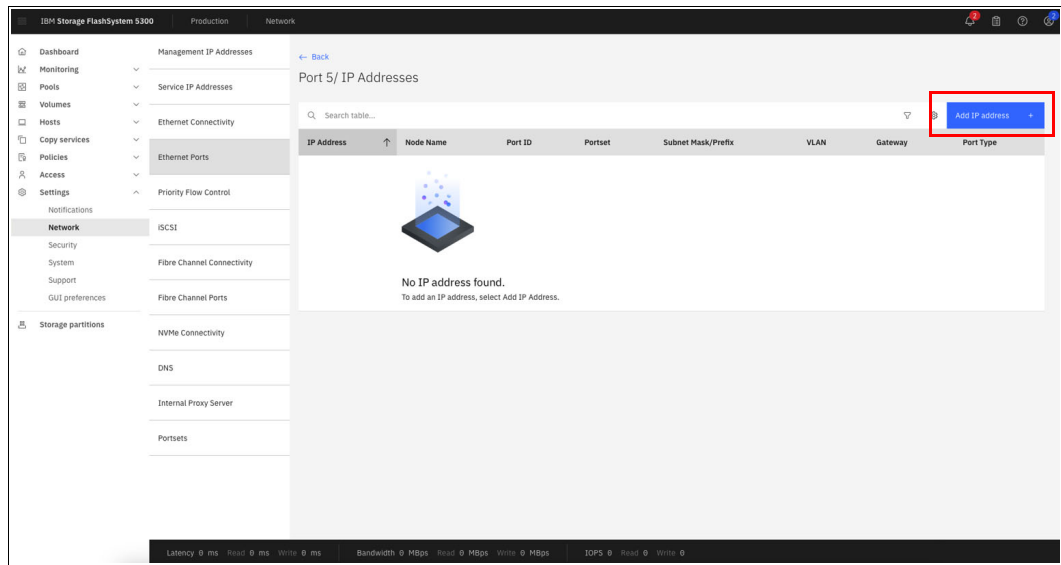 IBM Storage FlashSystem 5300
Production
Network
2
2
Dashboard
Monitoring
Pools
Volumes
Hosts
Copy services
Policies
Access
Settings
Notifications
Network
Security
System
Support
GUI preferences
Storage partitions
Management IP Addresses
Service IP Addresses
Ethernet Connectivity
Ethernet Ports
Priority Flow Control
iSCSI
Fibre Channel Connectivity
Fibre Channel Ports
NVMe Connectivity
DNS
Internal Proxy Server
Portsets
← Back
Port 5/ IP Addresses
Search table...
Add IP address +
IP Address ↑ Node Name Port ID Portset Subnet Mask/Prefix VLAN Gateway Port Type
No IP address found.
To add an IP address, select Add IP Address.
Latency 0 ms Read 0 ms Write 0 ms Bandwidth 0 MBps Read 0 MBps Write 0 MBps IOPS 0 Read 0 Write 0